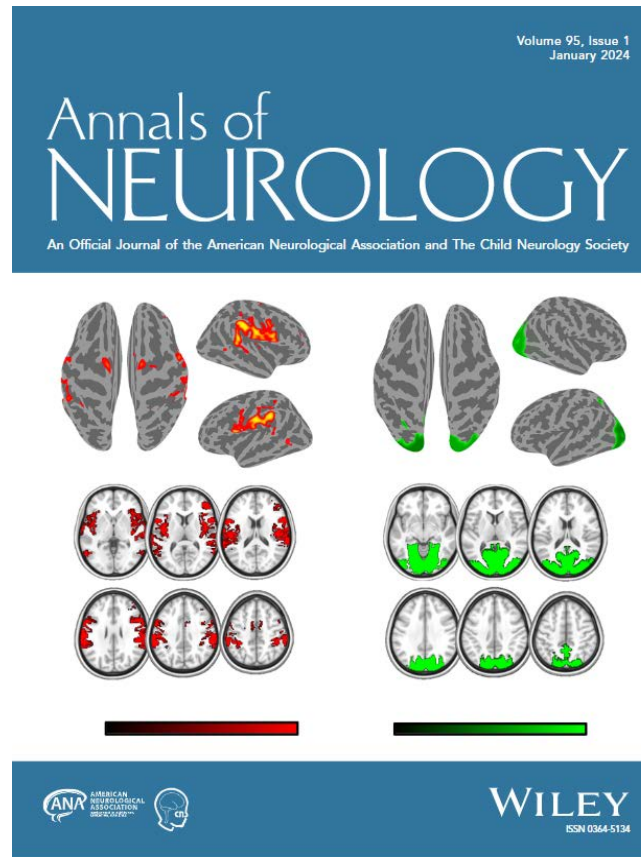 Volume 95, Issue 1
January 2024
Annals of
NEUROLOGY
An Official Journal of the American Neurological Association and The Child Neurology Society
ANA
AMERICAN
NEUROLOGICAL
ASSOCIATION
WILEY
ISSN 0364-5134